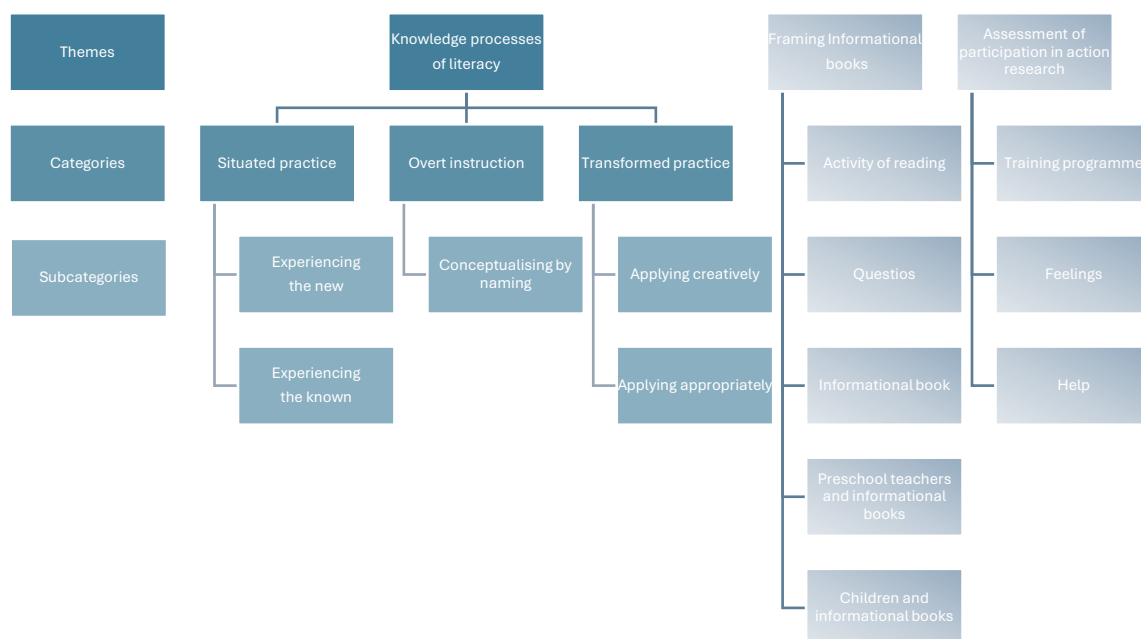 Themes
Knowledge processes
of literacy
Framing Informational
books
Assessment of
participation in action
research
Categories
Situated practice
Overt instruction
Transformed practice
Activity of reading
Training programme
Subcategories
Experiencing
the new
Conceptualising by
naming
Applying creatively
Questios
Feelings
Experiencing
the known
Applying appropriately
Informational book
Help
Preschool teachers
and informational
books
Children and
informational books